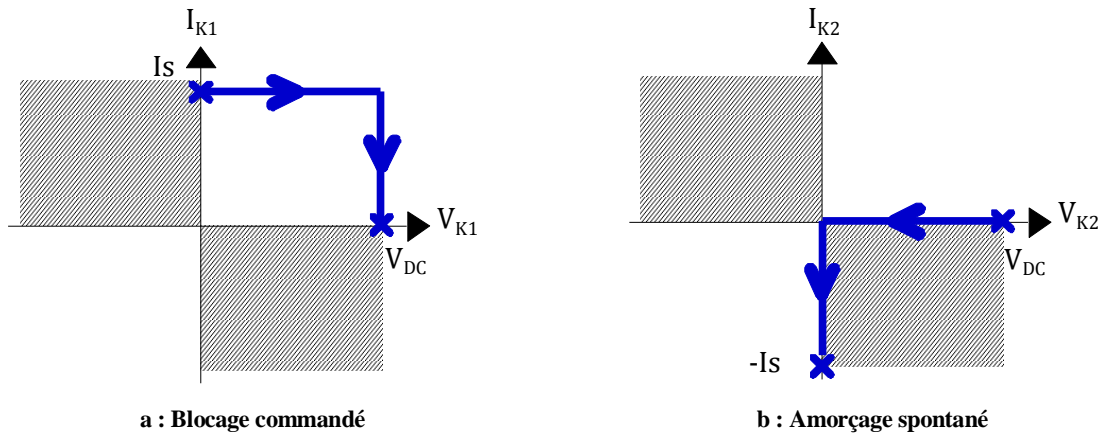 I_K1
Is
V_K1
V_DC
a : Blocage commandé
I_K2
V_K2
V_DC
-Is
b : Amorçage spontané